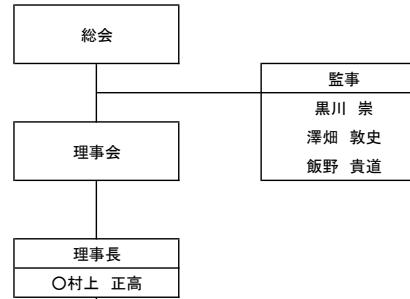 総会
監事
黒川 崇
澤畑 敦史
飯野 貴道
理事会
理事長
○村上 正高